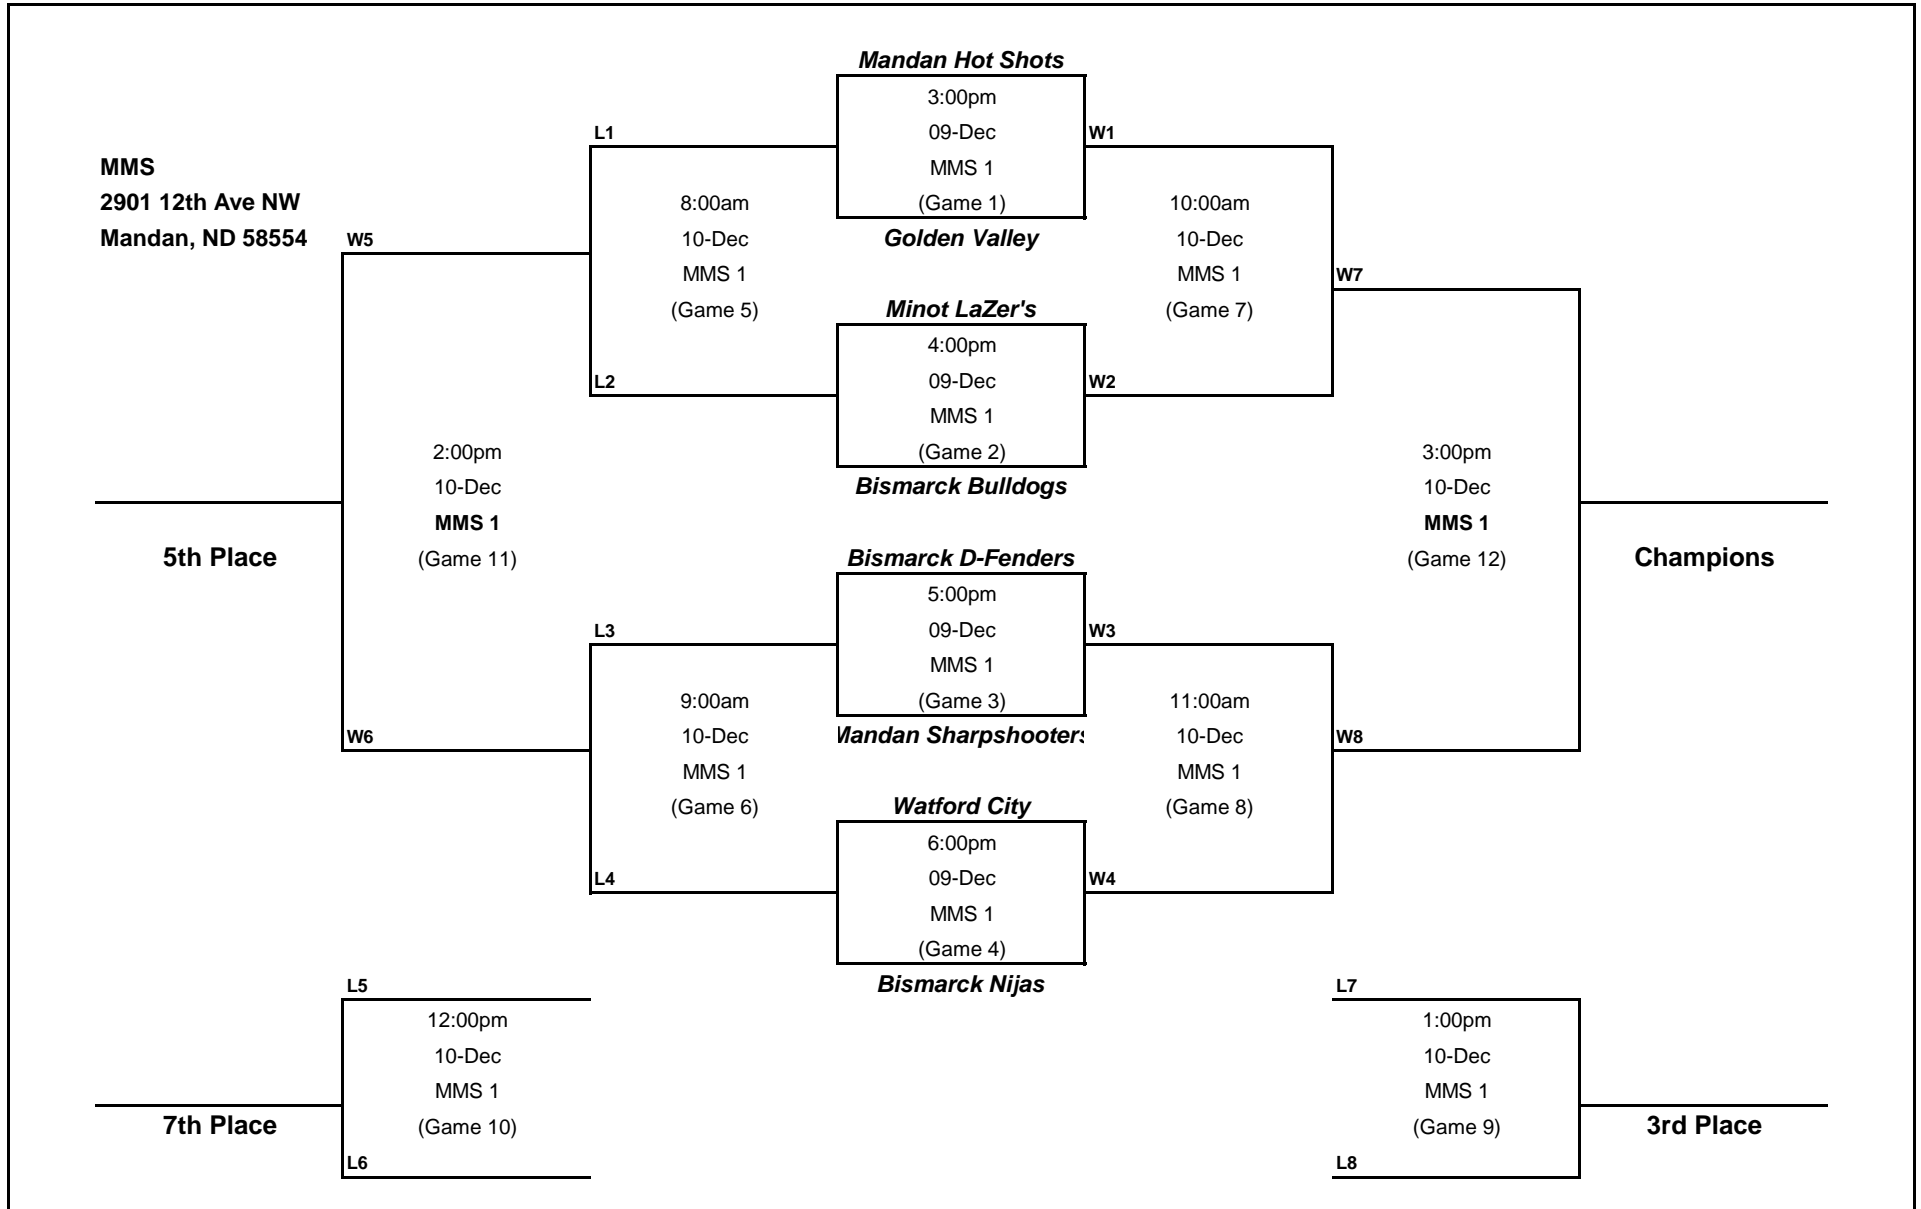 Mandan Hot Shots
3:00pm
09-Dec
MMS 1
(Game 1)
Golden Valley
L1
W1
MMS
2901 12th Ave NW
Mandan, ND 58554
8:00am
10-Dec
MMS 1
(Game 5)
10:00am
10-Dec
MMS 1
(Game 7)
W5
W7
Minot LaZer's
4:00pm
09-Dec
MMS 1
(Game 2)
Bismarck Bulldogs
L2
W2
2:00pm
10-Dec
MMS 1
(Game 11)
3:00pm
10-Dec
MMS 1
(Game 12)
5th Place
Champions
Bismarck D-Fenders
5:00pm
09-Dec
MMS 1
(Game 3)
Mandan Sharpshooters
L3
W3
9:00am
10-Dec
MMS 1
(Game 6)
11:00am
10-Dec
MMS 1
(Game 8)
W6
W8
Watford City
6:00pm
09-Dec
MMS 1
(Game 4)
Bismarck Nijas
L4
W4
L5
12:00pm
10-Dec
MMS 1
(Game 10)
L6
7th Place
L7
1:00pm
10-Dec
MMS 1
(Game 9)
L8
3rd Place